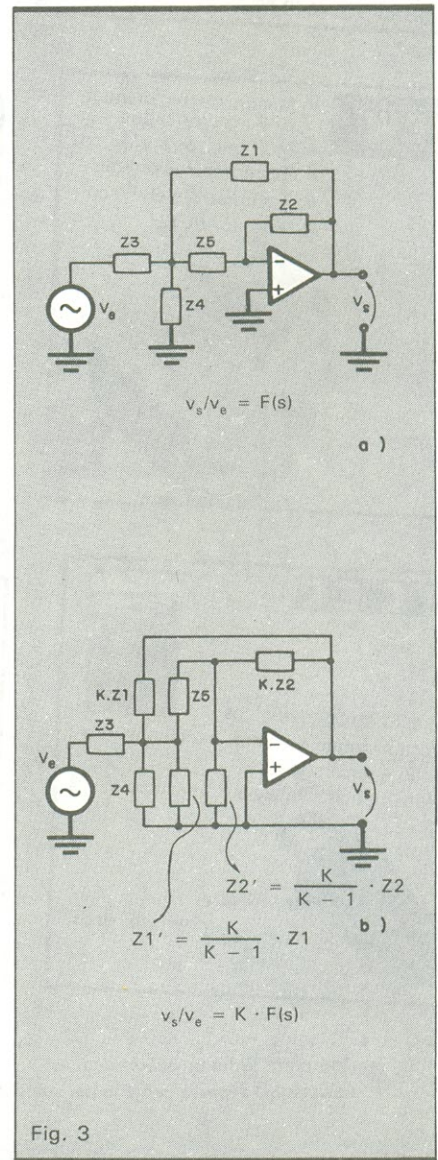 Z1
Z2
Z3
Z5
Z4
− +
∼
Vₑ
Vₛ
vₛ/vₑ = F(s)
a )
K.Z1
Z5
K.Z2
Z3
Vₑ
∼
− +
Z4
Vₛ
Z2' = K / (K − 1) · Z2
Z1' = K / (K − 1) · Z1
b )
vₛ/vₑ = K · F(s)
Fig. 3